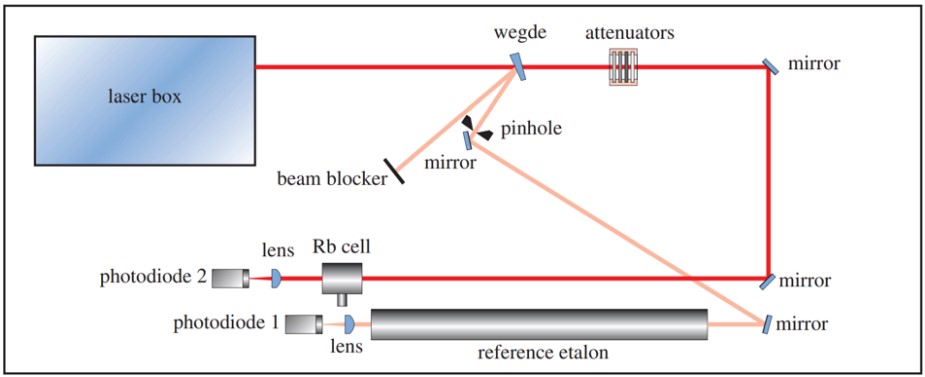 wegde
attenuators
mirror
laser box
pinhole
mirror
beam blocker
lens
Rb cell
photodiode 2
mirror
photodiode 1
mirror
lens
reference etalon